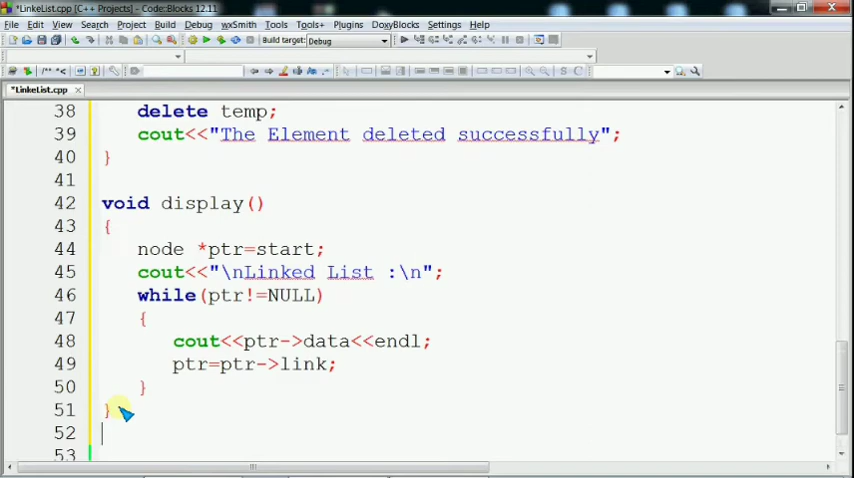 *LinkeList.cpp [C++ Projects] - Code::Blocks 12.11
File Edit View Search Project Build Debug wxSmith Tools Tools+ Plugins DoxyBlocks Settings Help
Build target: Debug
/** *<
S C
*LinkeList.cpp
38 delete temp;
39 cout<<"The Element deleted successfully";
40 }
41
42 void display()
43 {
44 node *ptr=start;
45 cout<<"\nLinked List :\n";
46 while(ptr!=NULL)
47 {
48 cout<<ptr->data<<endl;
49 ptr=ptr->link;
50 }
51 }
52
53